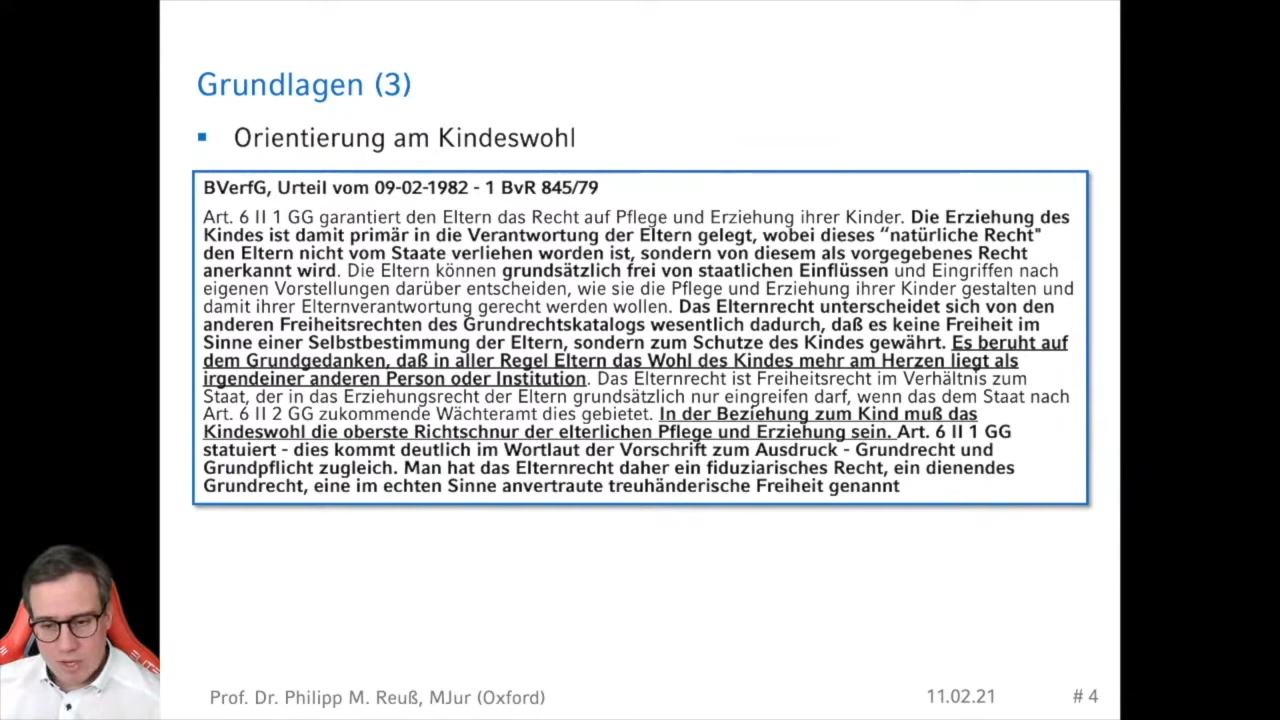 Grundlagen (3)
▪ Orientierung am Kindeswohl
BVerfG, Urteil vom 09-02-1982 - 1 BvR 845/79
Art. 6 II 1 GG garantiert den Eltern das Recht auf Pflege und Erziehung ihrer Kinder. Die Erziehung des
Kindes ist damit primär in die Verantwortung der Eltern gelegt, wobei dieses “natürliche Recht"
den Eltern nicht vom Staate verliehen worden ist, sondern von diesem als vorgegebenes Recht
anerkannt wird. Die Eltern können grundsätzlich frei von staatlichen Einflüssen und Eingriffen nach
eigenen Vorstellungen darüber entscheiden, wie sie die Pflege und Erziehung ihrer Kinder gestalten und
damit ihrer Elternverantwortung gerecht werden wollen. Das Elternrecht unterscheidet sich von den
anderen Freiheitsrechten des Grundrechtskatalogs wesentlich dadurch, daß es keine Freiheit im
Sinne einer Selbstbestimmung der Eltern, sondern zum Schutze des Kindes gewährt. Es beruht auf
dem Grundgedanken, daß in aller Regel Eltern das Wohl des Kindes mehr am Herzen liegt als
irgendeiner anderen Person oder Institution. Das Elternrecht ist Freiheitsrecht im Verhältnis zum
Staat, der in das Erziehungsrecht der Eltern grundsätzlich nur eingreifen darf, wenn das dem Staat nach
Art. 6 II 2 GG zukommende Wächteramt dies gebietet. In der Beziehung zum Kind muß das
Kindeswohl die oberste Richtschnur der elterlichen Pflege und Erziehung sein. Art. 6 II 1 GG
statuiert - dies kommt deutlich im Wortlaut der Vorschrift zum Ausdruck - Grundrecht und
Grundpflicht zugleich. Man hat das Elternrecht daher ein fiduziarisches Recht, ein dienendes
Grundrecht, eine im echten Sinne anvertraute treuhänderische Freiheit genannt
ELITE
Prof. Dr. Philipp M. Reuß, MJur (Oxford)
11.02.21
# 4